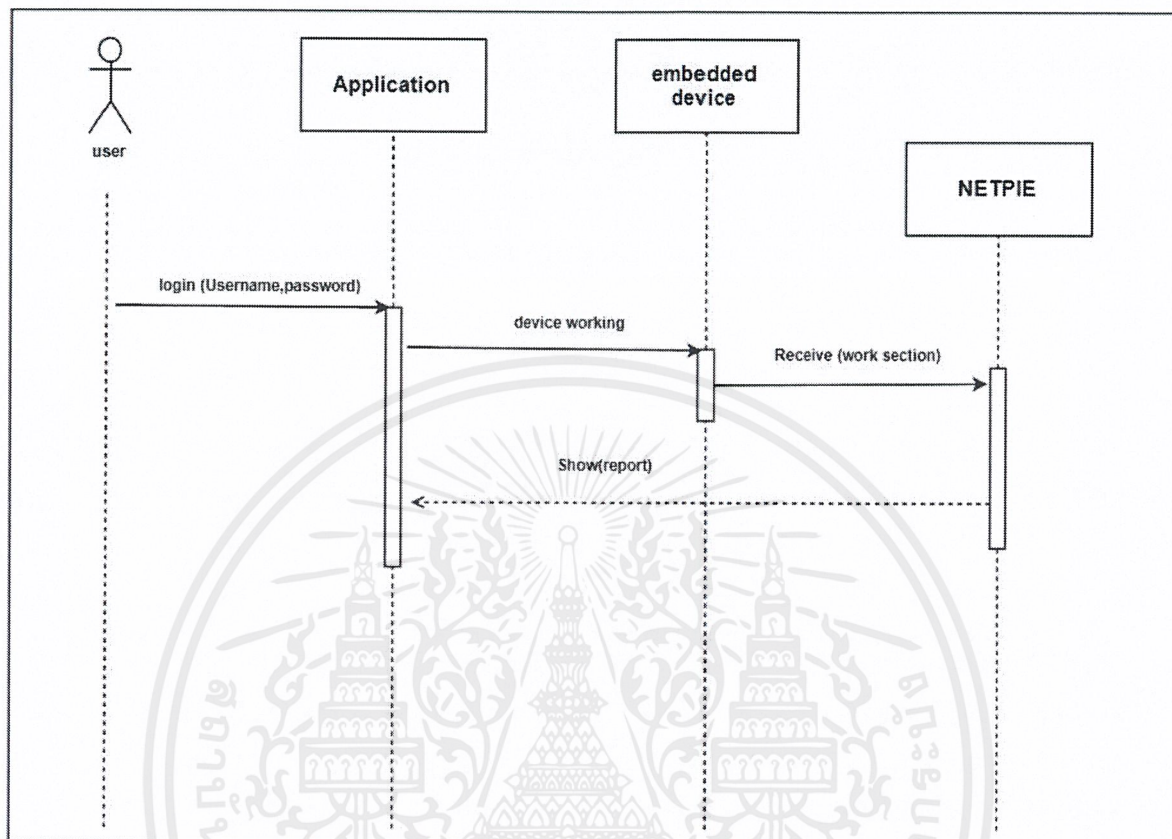 Application
embedded
device
user
NETPIE
login (Username,password)
device working
Receive (work section)
Show(report)